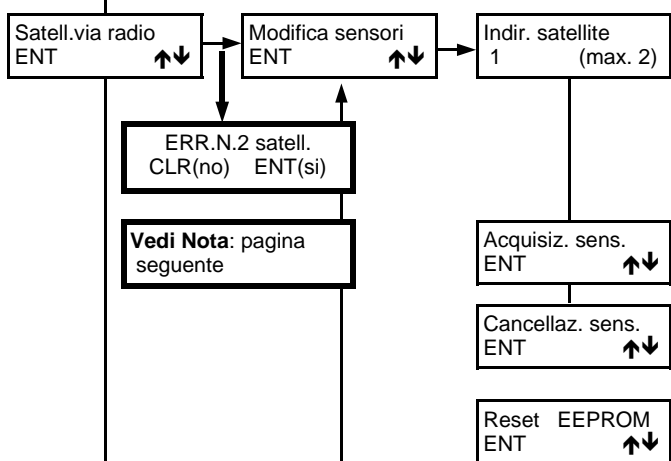 Satell.via radio
ENT ↑↓
Modifica sensori
ENT ↑↓
Indir. satellite
1 (max. 2)
ERR.N.2 satell.
CLR(no) ENT(si)
Vedi Nota: pagina
seguente
Acquisiz. sens.
ENT ↑↓
Cancellaz. sens.
ENT ↑↓
Reset EEPROM
ENT ↑↓